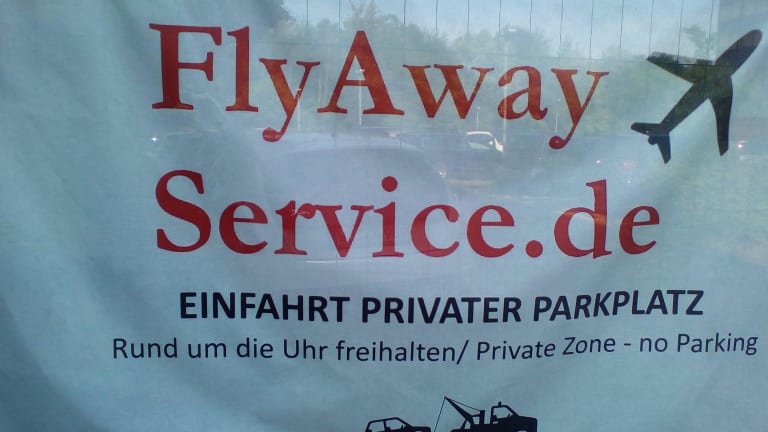 FlyAway
Service.de
EINFAHRT PRIVATER PARKPLATZ
Rund um die Uhr freihalten/ Private Zone - no Parking